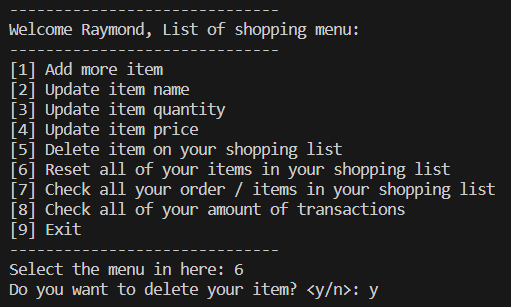 ------------------------------
Welcome Raymond, List of shopping menu:
------------------------------
[1] Add more item
[2] Update item name
[3] Update item quantity
[4] Update item price
[5] Delete item on your shopping list
[6] Reset all of your items in your shopping list
[7] Check all your order / items in your shopping list
[8] Check all of your amount of transactions
[9] Exit
------------------------------
Select the menu in here: 6
Do you want to delete your item? <y/n>: y